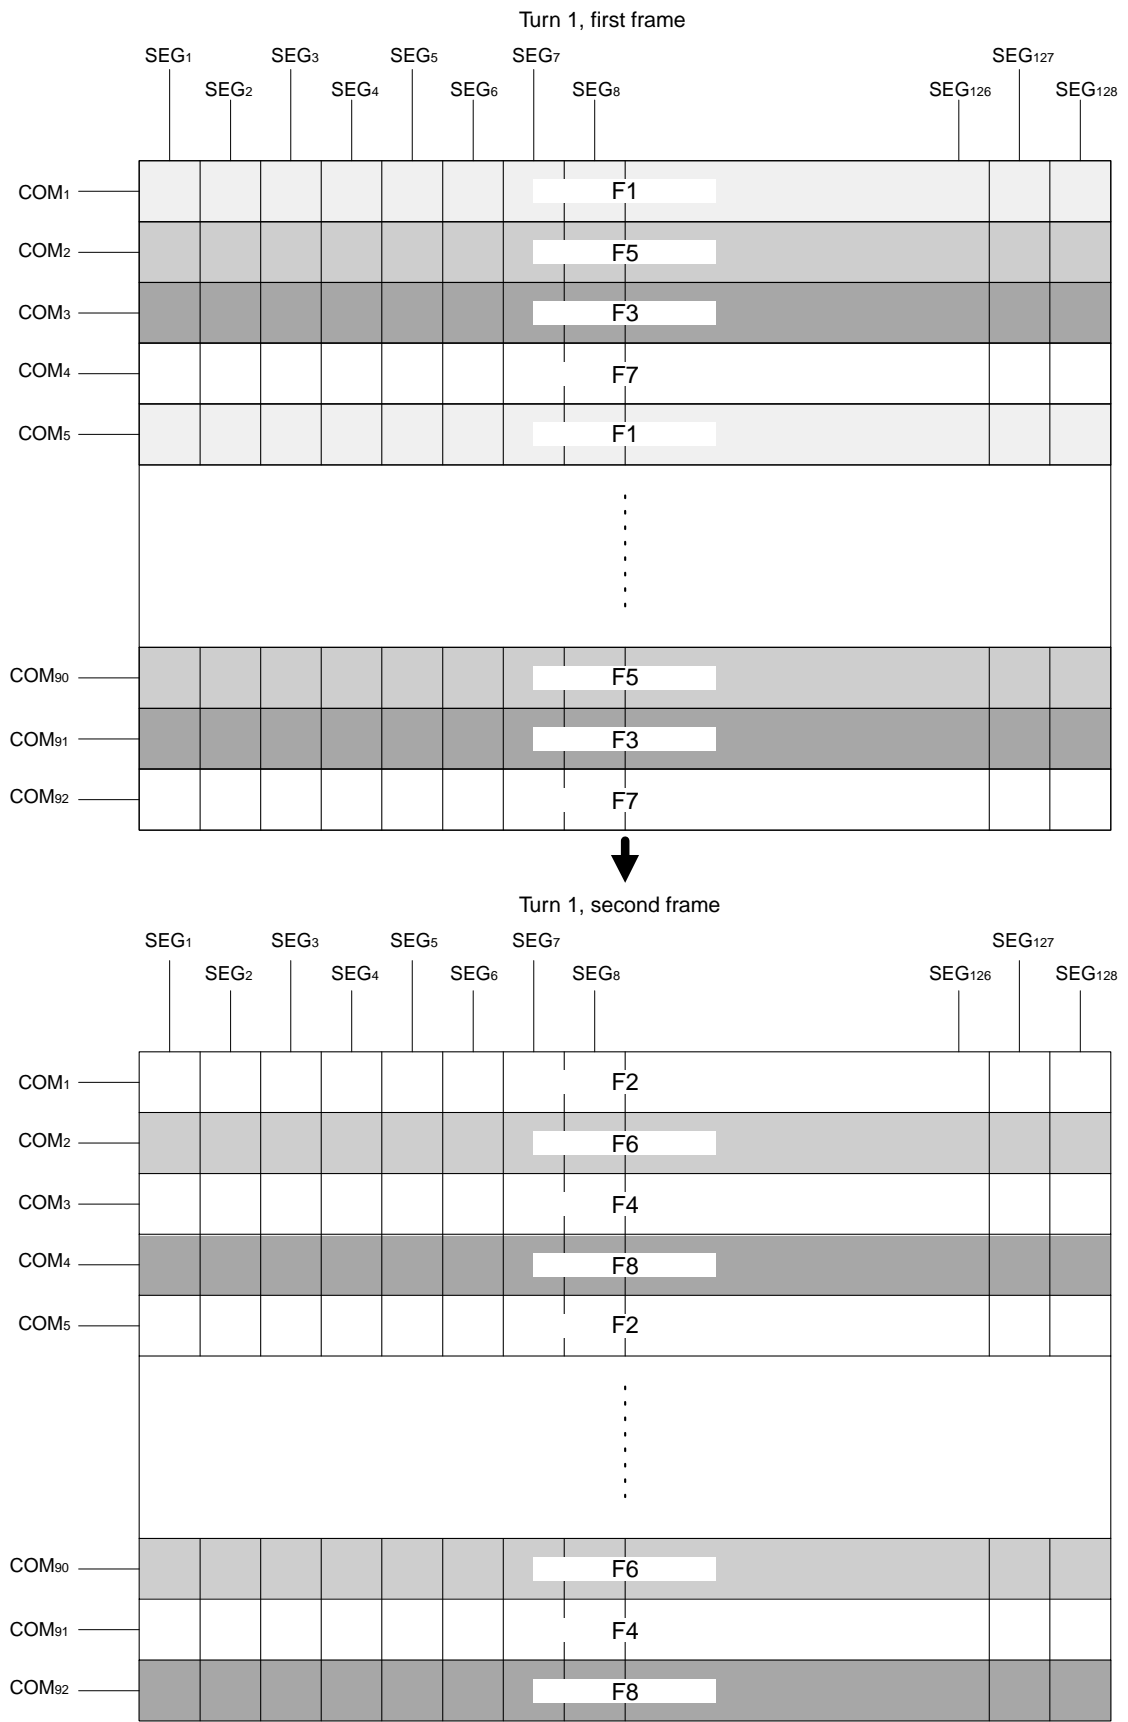 Turn 1, first frame
SEG1 SEG3 SEG5 SEG7 SEG127
SEG2 SEG4 SEG6 SEG8 SEG126 SEG128
COM1 F1
COM2 F5
COM3 F3
COM4 F7
COM5 F1
COM90 F5
COM91 F3
COM92 F7
Turn 1, second frame
SEG1 SEG3 SEG5 SEG7 SEG127
SEG2 SEG4 SEG6 SEG8 SEG126 SEG128
COM1 F2
COM2 F6
COM3 F4
COM4 F8
COM5 F2
COM90 F6
COM91 F4
COM92 F8